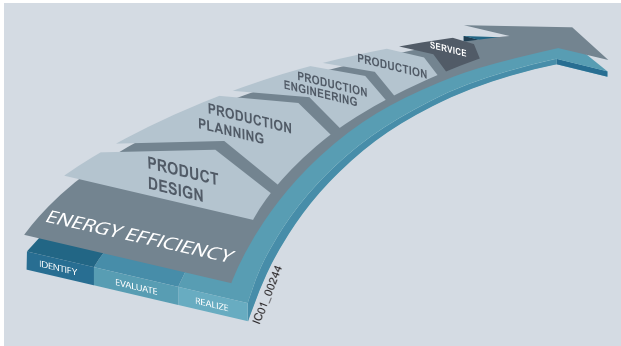 SERVICE
PRODUCTION
PRODUCTION
ENGINEERING
PRODUCTION
PLANNING
PRODUCT
DESIGN
ENERGY EFFICIENCY
IDENTIFY
EVALUATE
REALIZE
IC01_00244